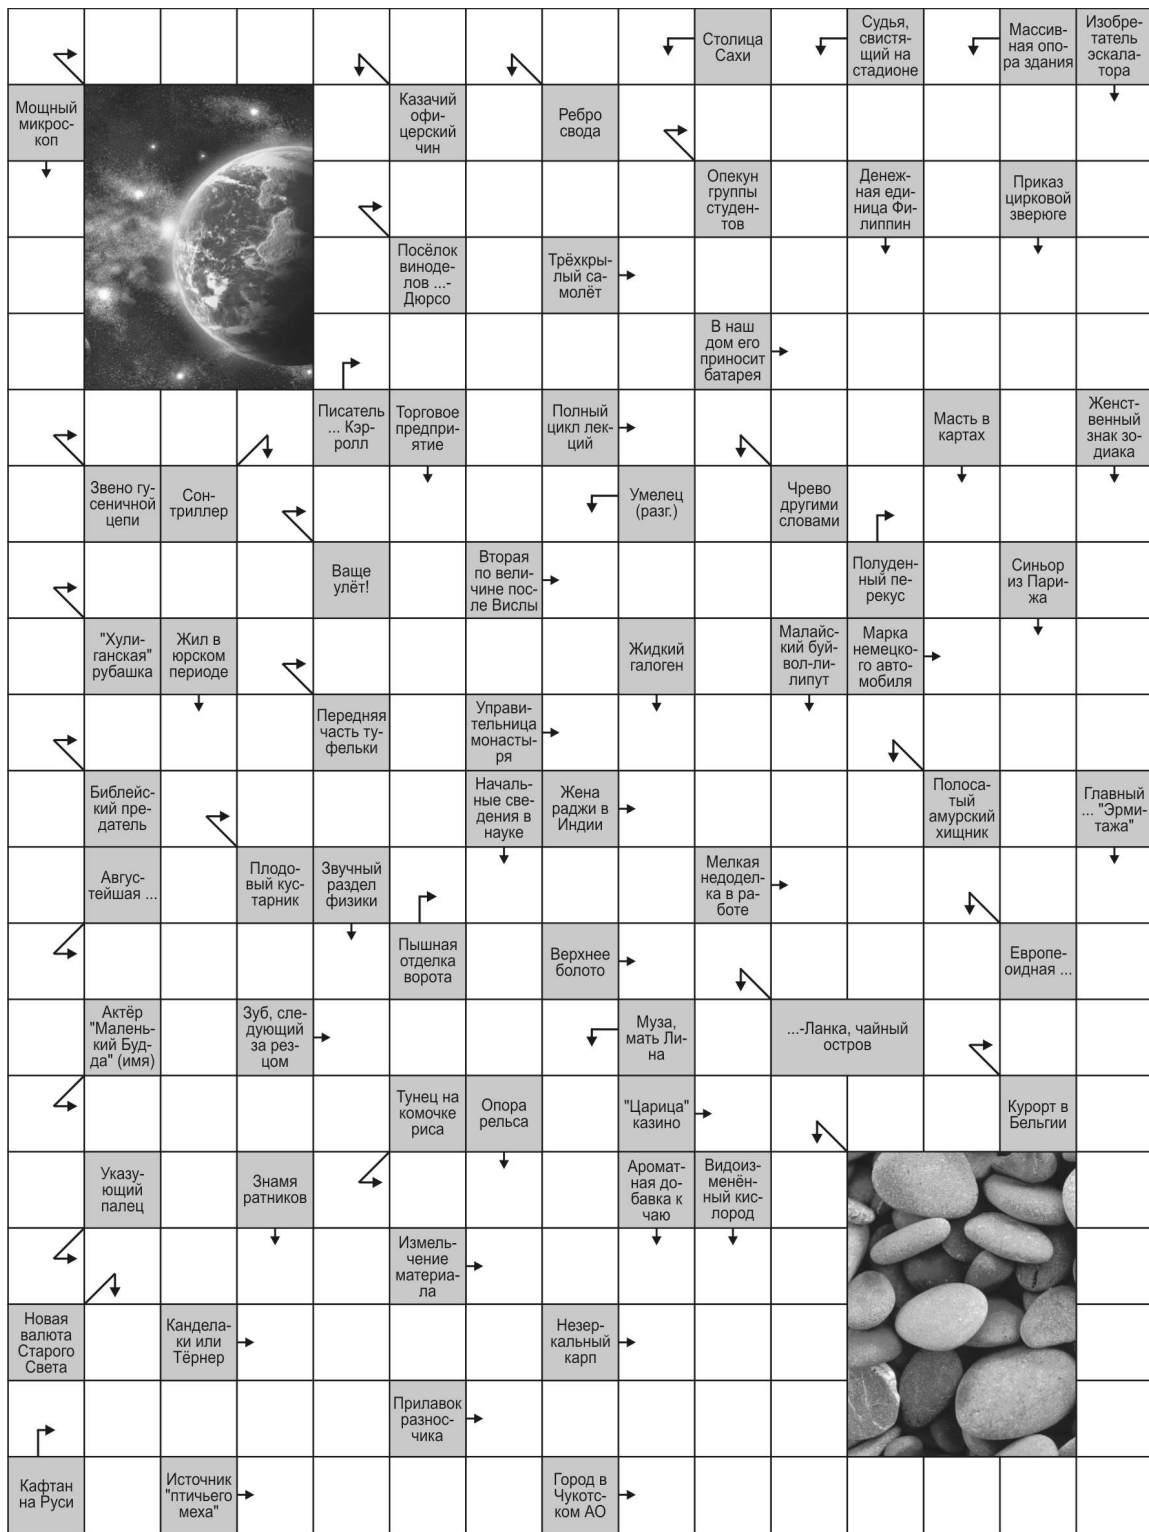 Столица
Сахи
Судья,
свистя-
щий на
стадионе
Массив-
ная опо-
ра здания
Изобре-
татель
эскала-
тора
Мощный
микрос-
коп
Казачий
офи-
церский
чин
Ребро
свода
Опекун
группы
студен-
тов
Денеж-
ная еди-
ница Фи-
липпин
Приказ
цирковой
зверюге
Посёлок
виноде-
лов ...-
Дюрсо
Трёхкры-
лый са-
молёт
В наш
дом его
приносит
батарея
Писатель
... Кэр-
ролл
Торговое
предпри-
ятие
Полный
цикл лек-
ций
Масть в
картах
Женст-
венный
знак зо-
диака
Звено гу-
сеничной
цепи
Сон-
триллер
Умелец
(разг.)
Чрево
другими
словами
Ваще
улёт!
Вторая
по вели-
чине пос-
ле Вислы
Полуден-
ный пе-
рекус
Синьор
из Пари-
жа
"Хули-
ганская"
рубашка
Жил в
юрском
периоде
Жидкий
галоген
Малайс-
кий буй-
вол-ли-
липут
Марка
немецко-
го авто-
мобиля
Передняя
часть ту-
фельки
Управи-
тельница
монасты-
ря
Библейс-
кий пре-
датель
Началь-
ные све-
дения в
науке
Жена
раджи в
Индии
Полоса-
тый
амурский
хищник
Главный
... "Эрми-
тажа"
Авгус-
тейшая ...
Плодо-
вый кус-
тарник
Звучный
раздел
физики
Мелкая
недодел-
ка в ра-
боте
Пышная
отделка
ворота
Верхнее
болото
Европе-
оидная ...
Актёр
"Малень-
кий Буд-
да" (имя)
Зуб, сле-
дующий
за рез-
цом
Муза,
мать Ли-
на
...-Ланка, чайный
остров
Тунец на
комочке
риса
Опора
рельса
"Царица"
казино
Курорт в
Бельгии
Указу-
ющий
палец
Знамя
ратников
Аромат-
ная до-
бавка к
чаю
Видоиз-
менён-
ный кис-
лород
Измель-
чение
материа-
ла
Новая
валюта
Старого
Света
Кандела-
ки или
Тёрнер
Незер-
кальный
карп
Прилавок
разнос-
чика
Кафтан
на Руси
Источник
"птичьего
меха"
Город в
Чукотс-
ком АО